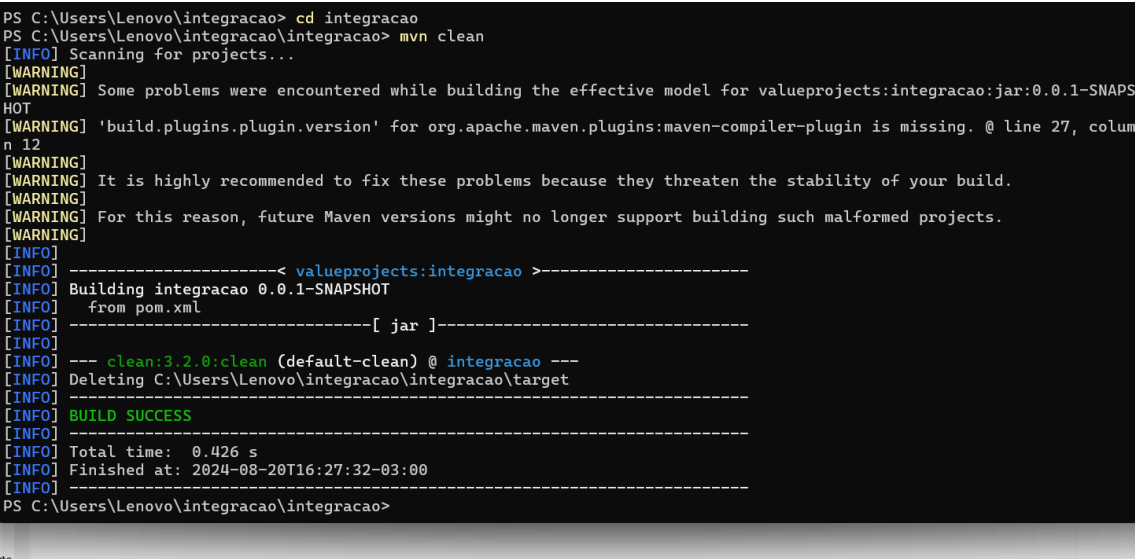 PS C:\Users\Lenovo\integracao> cd integracao
PS C:\Users\Lenovo\integracao\integracao> mvn clean
[INFO] Scanning for projects...
[WARNING]
[WARNING] Some problems were encountered while building the effective model for valueprojects:integracao:jar:0.0.1-SNAPS
HOT
[WARNING] 'build.plugins.plugin.version' for org.apache.maven.plugins:maven-compiler-plugin is missing. @ line 27, colum
n 12
[WARNING]
[WARNING] It is highly recommended to fix these problems because they threaten the stability of your build.
[WARNING]
[WARNING] For this reason, future Maven versions might no longer support building such malformed projects.
[WARNING]
[INFO]
[INFO] ----------------------< valueprojects:integracao >----------------------
[INFO] Building integracao 0.0.1-SNAPSHOT
[INFO]   from pom.xml
[INFO] --------------------------------[ jar ]---------------------------------
[INFO]
[INFO] --- clean:3.2.0:clean (default-clean) @ integracao ---
[INFO] Deleting C:\Users\Lenovo\integracao\integracao\target
[INFO] ------------------------------------------------------------------------
[INFO] BUILD SUCCESS
[INFO] ------------------------------------------------------------------------
[INFO] Total time:  0.426 s
[INFO] Finished at: 2024-08-20T16:27:32-03:00
[INFO] ------------------------------------------------------------------------
PS C:\Users\Lenovo\integracao\integracao>